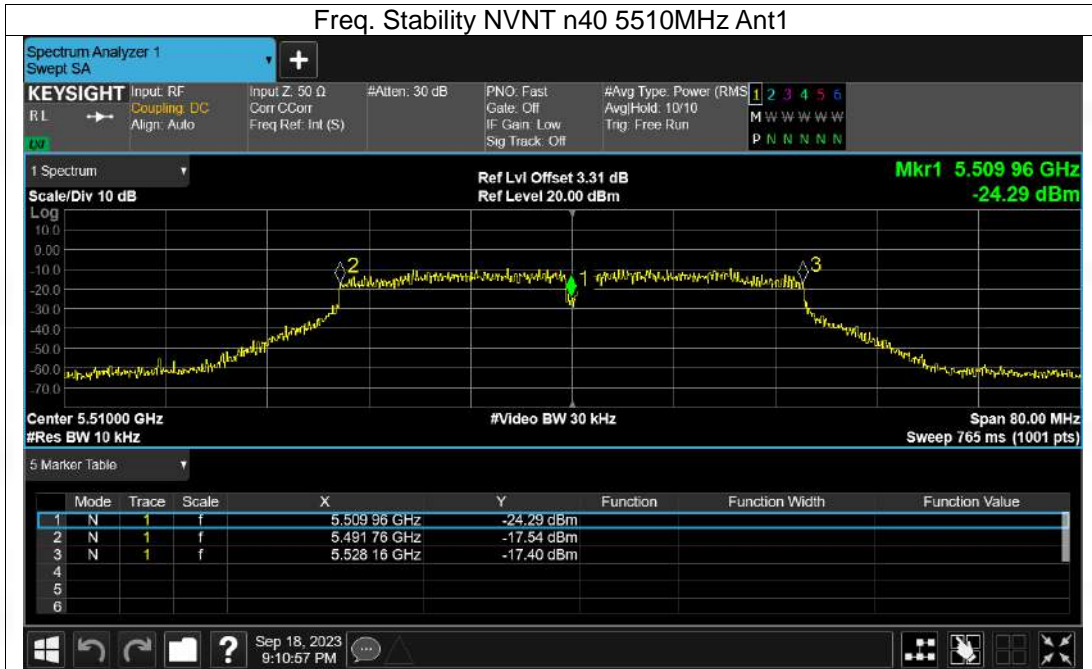 Freq. Stability NVNT n40 5510MHz Ant1
Spectrum Analyzer 1
Swept SA
+
KEYSIGHT Input: RF Input Z: 50 Ω #Atten: 30 dB PNO: Fast #Avg Type: Power (RMS 1 2 3 4 5 6
R L Coupling: DC Corr CCorr Gate: Off Avg|Hold: 10/10 M W W W W W
Align: Auto Freq Ref: Int (S) IF Gain: Low Trig: Free Run
LXI Sig Track: Off P N N N N N
1 Spectrum Ref Lvl Offset 3.31 dB Mkr1 5.509 96 GHz
Scale/Div 10 dB Ref Level 20.00 dBm -24.29 dBm
Log
10.0
0.00
-10.0 2 3
-20.0 1
-30.0
-40.0
-50.0
-60.0
-70.0
Center 5.51000 GHz #Video BW 30 kHz Span 80.00 MHz
#Res BW 10 kHz Sweep 765 ms (1001 pts)
5 Marker Table
Mode Trace Scale X Y Function Function Width Function Value
1 N 1 f 5.509 96 GHz -24.29 dBm
2 N 1 f 5.491 76 GHz -17.54 dBm
3 N 1 f 5.528 16 GHz -17.40 dBm
4
5
6
? Sep 18, 2023
9:10:57 PM